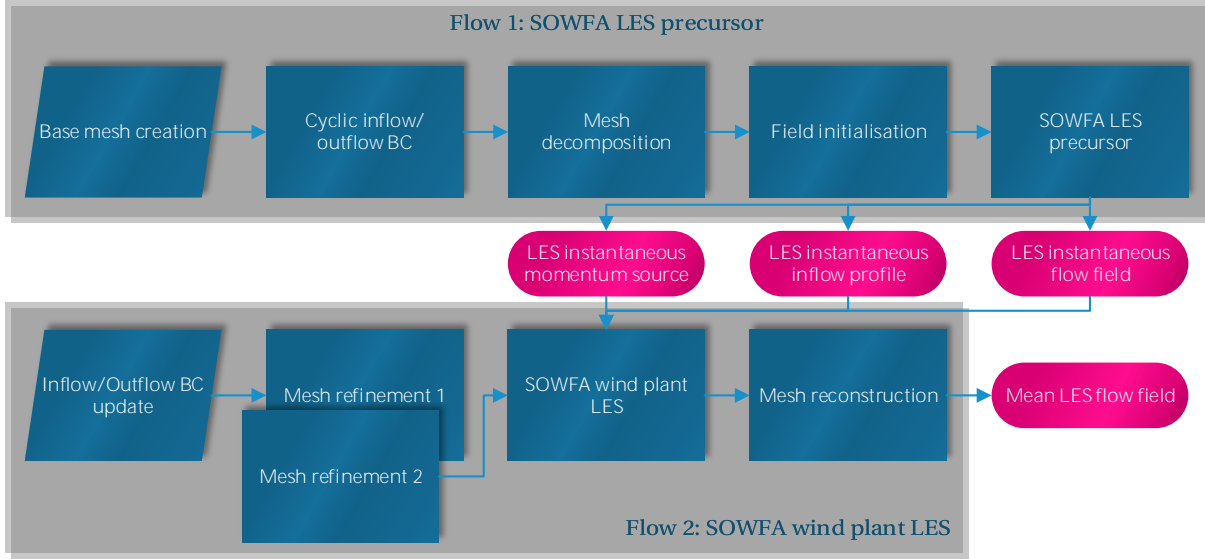 Flow 1: SOWFA LES precursor
Base mesh creation
Cyclic inflow/
outflow BC
Mesh
decomposition
Field initialisation
SOWFA LES
precursor
LES instantaneous
momentum source
LES instantaneous
inflow profile
LES instantaneous
flow field
Inflow/Outflow BC
update
Mesh refinement 1
Mesh refinement 2
SOWFA wind plant
LES
Mesh reconstruction
Mean LES flow field
Flow 2: SOWFA wind plant LES